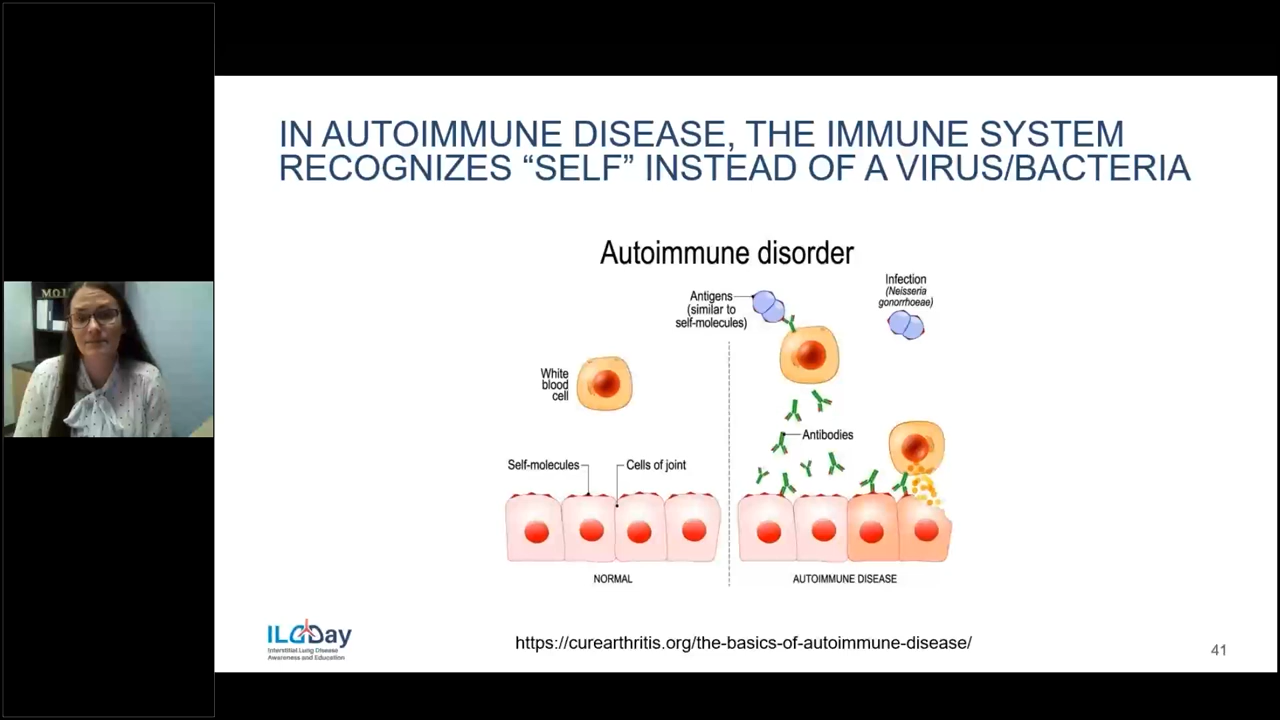 IN AUTOIMMUNE DISEASE, THE IMMUNE SYSTEM
RECOGNIZES “SELF” INSTEAD OF A VIRUS/BACTERIA
Autoimmune disorder
Antigens
(similar to
self-molecules)
Infection
(Neisseria
gonorrhoeae)
White
blood
cell
Antibodies
Self-molecules
Cells of joint
NORMAL
AUTOIMMUNE DISEASE
ILDDay
Interstitial Lung Disease
Awareness and Education
https://curearthritis.org/the-basics-of-autoimmune-disease/
41